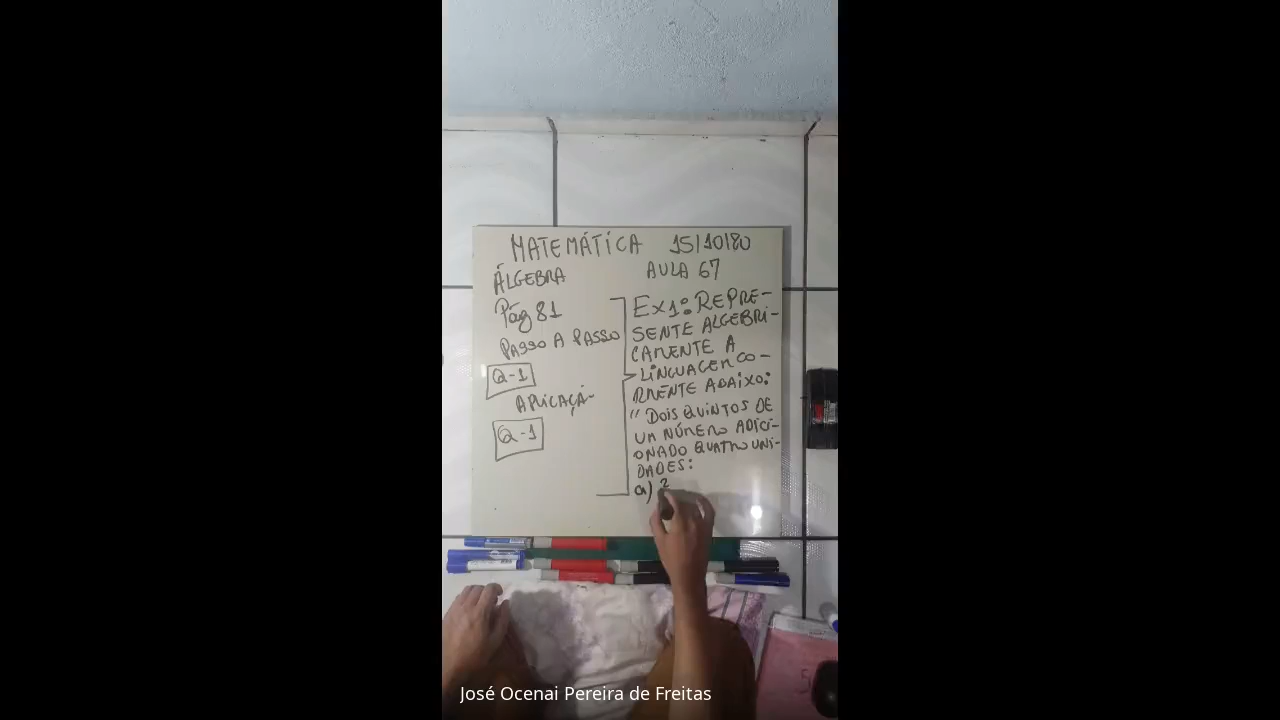 MATEMÁTICA 15/10/80
ÁLGEBRA AULA 67
Pág 81
PASSO A PASSO
Q-1
APLICAÇÃ
Q-1
Ex1: REPRE-
SENTE ALGEBRI-
CAMENTE A
LINGUAGEM CO-
RRENTE ABAIXO:
"DOIS QUINTOS DE
UM NÚMERO ADICI-
ONADO QUATRO UNI-
DADES:
a) 2
José Ocenai Pereira de Freitas